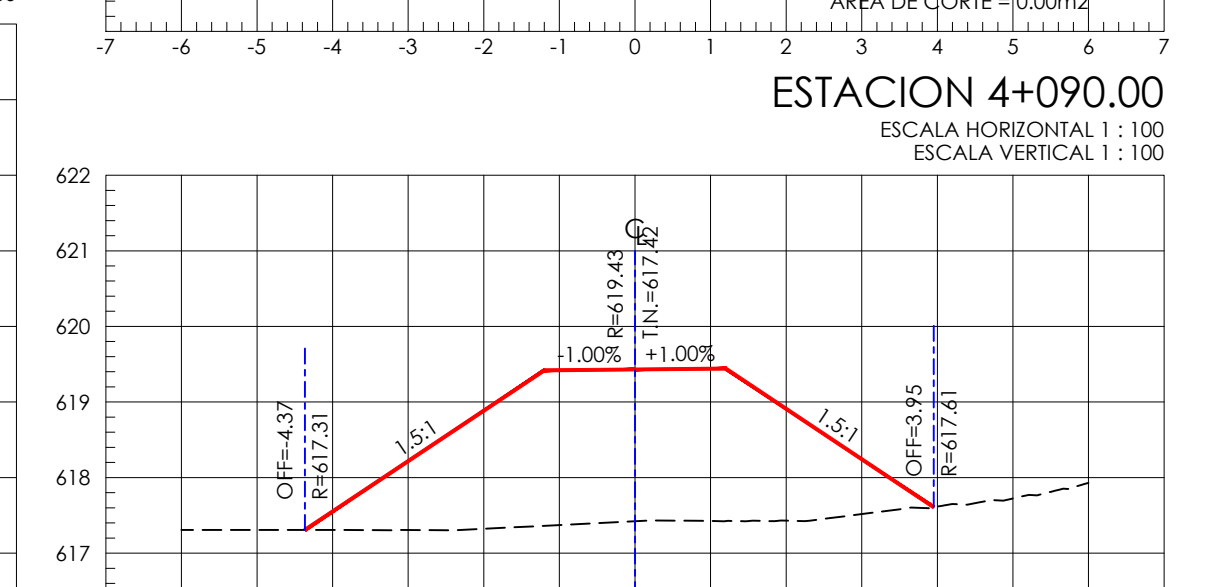 AREA DE CORTE = 0.00m2
-7 -6 -5 -4 -3 -2 -1 0 1 2 3 4 5 6 7
ESTACION 4+090.00
ESCALA HORIZONTAL 1 : 100
ESCALA VERTICAL 1 : 100
622
621
620
619
618
617
R=619.43
T.N.=617.42
-1.00% +1.00%
1.5:1
1.5:1
OFF=-4.37
R=617.31
OFF=3.95
R=617.61